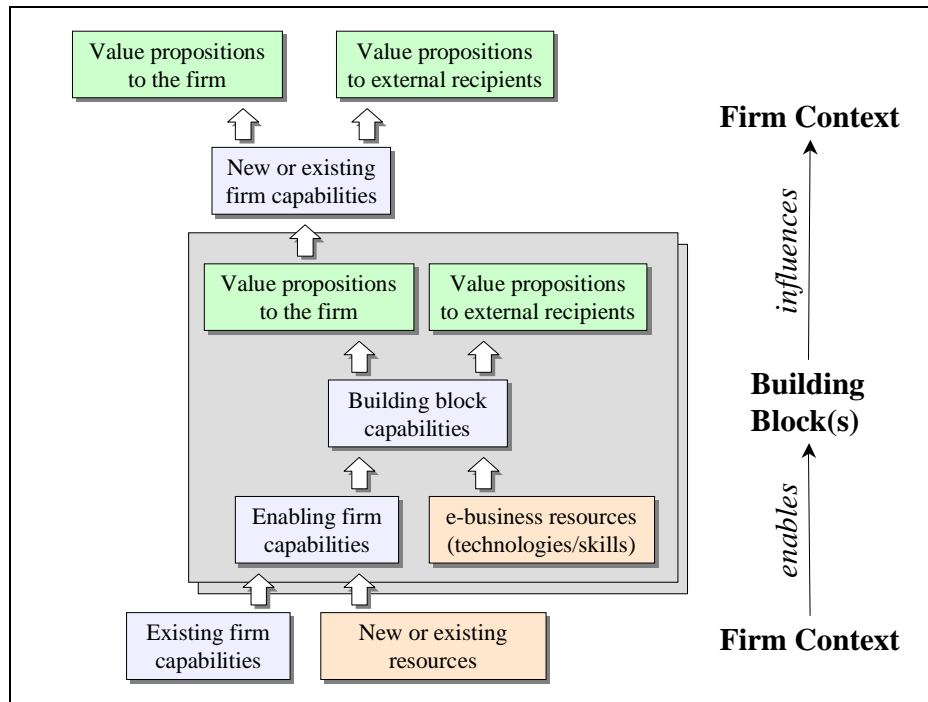 Value propositions
to the firm
Value propositions
to external recipients
New or existing
firm capabilities
Value propositions
to the firm
Value propositions
to external recipients
Building block
capabilities
Enabling firm
capabilities
e-business resources
(technologies/skills)
Existing firm
capabilities
New or existing
resources
Firm Context
influences
Building
Block(s)
enables
Firm Context